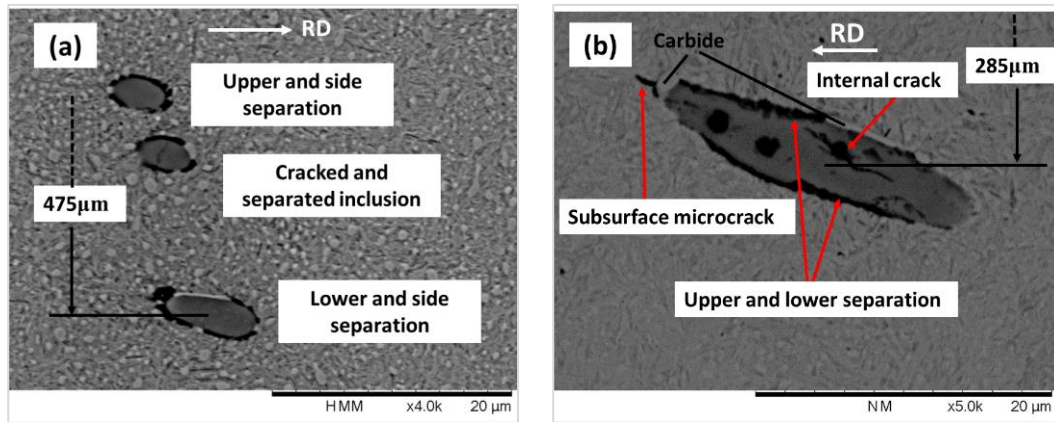 (a)
RD
Upper and side
separation
Cracked and
separated inclusion
475μm
Lower and side
separation
HMM x4.0k 20 μm
(b)
Carbide
RD
Internal crack
285μm
Subsurface microcrack
Upper and lower separation
NM x5.0k 20 μm